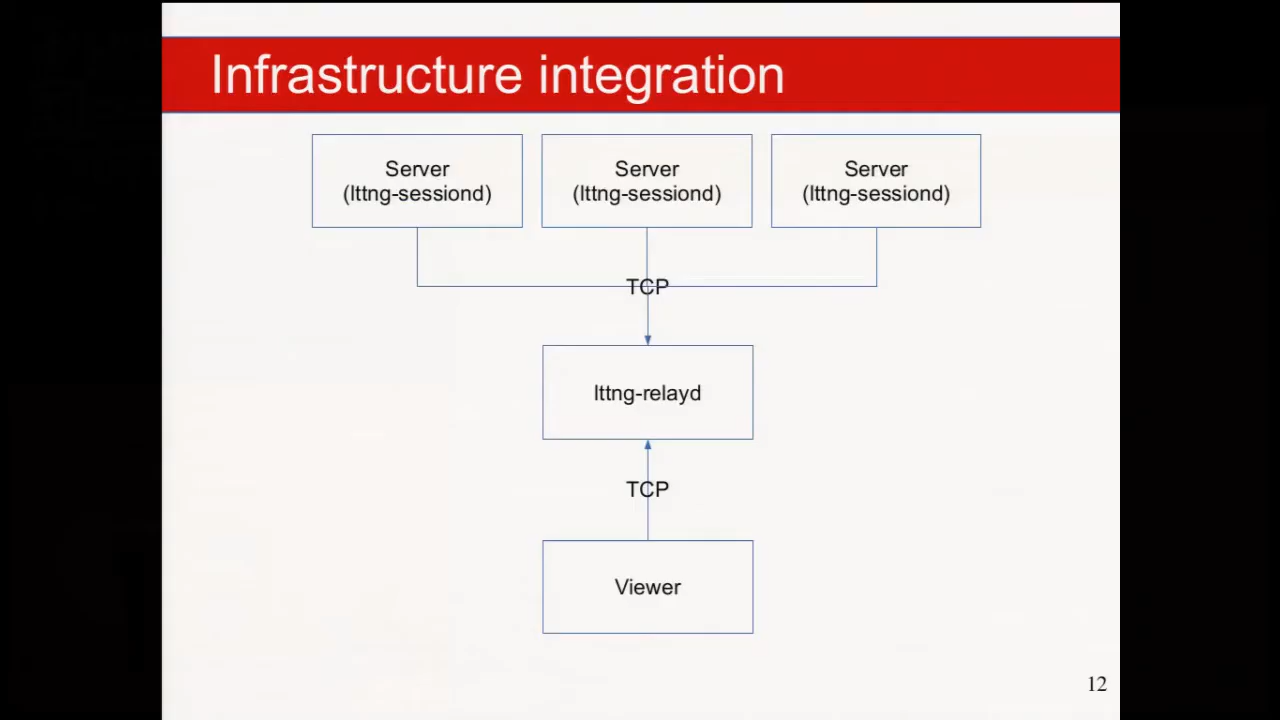 Infrastructure integration
Server
(lttng-sessiond)
Server
(lttng-sessiond)
Server
(lttng-sessiond)
TCP
lttng-relayd
TCP
Viewer
12